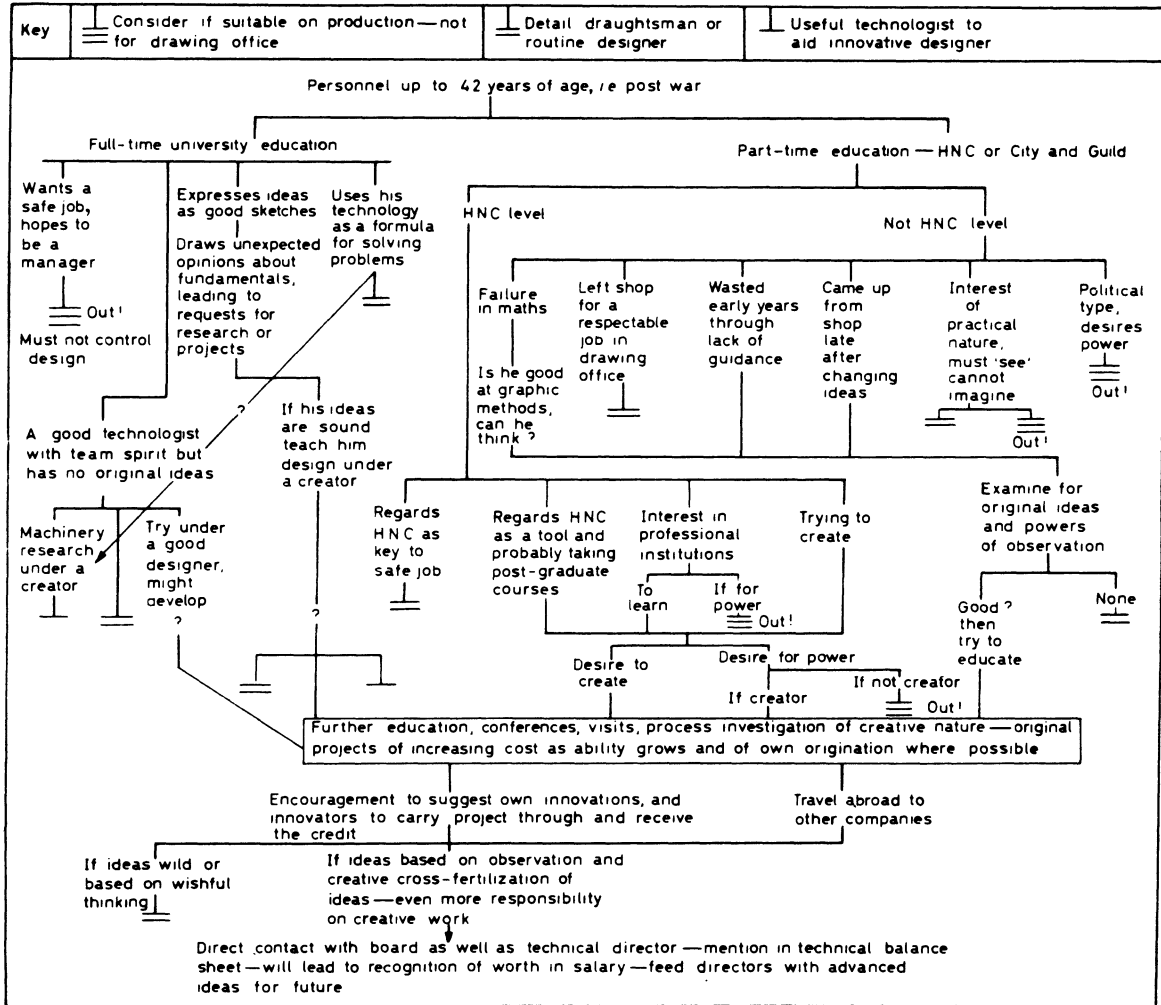 Key
Consider if suitable on production—not
for drawing office
Detail draughtsman or
routine designer
Useful technologist to
aid innovative designer
Personnel up to 42 years of age, i e post war
Full-time university education
Part-time education — HNC or City and Guild
Wants a
safe job,
hopes to
be a
manager
Out!
Must not control
design
Expresses ideas
as good sketches
Draws unexpected
opinions about
fundamentals,
leading to
requests for
research or
projects
Uses his
technology
as a formula
for solving
problems
HNC level
Not HNC level
Failure
in maths
Is he good
at graphic
methods,
can he
think ?
Left shop
for a
respectable
job in
drawing
office
Wasted
early years
through
lack of
guidance
Came up
from
shop
late
after
changing
ideas
Interest
of
practical
nature,
must 'see'
cannot
imagine
Out!
Political
type,
desires
power
Out!
?
A good technologist
with team spirit but
has no original ideas
If his ideas
are sound
teach him
design under
a creator
?
Machinery
research
under a
creator
Try under
a good
designer,
might
develop
?
Regards
HNC as
key to
safe job
Regards HNC
as a tool and
probably taking
post-graduate
courses
Interest in
professional
institutions
To
learn
If for
power
Out!
Trying to
create
Examine for
original ideas
and powers
of observation
Good ?
then
try to
educate
None
Desire to
create
Desire for power
If creator
If not creator
Out!
Further education, conferences, visits, process investigation of creative nature — original
projects of increasing cost as ability grows and of own origination where possible
Encouragement to suggest own innovations, and
innovators to carry project through and receive
the credit
Travel abroad to
other companies
If ideas wild or
based on wishful
thinking
If ideas based on observation and
creative cross-fertilization of
ideas — even more responsibility
on creative work
Direct contact with board as well as technical director — mention in technical balance
sheet — will lead to recognition of worth in salary — feed directors with advanced
ideas for future